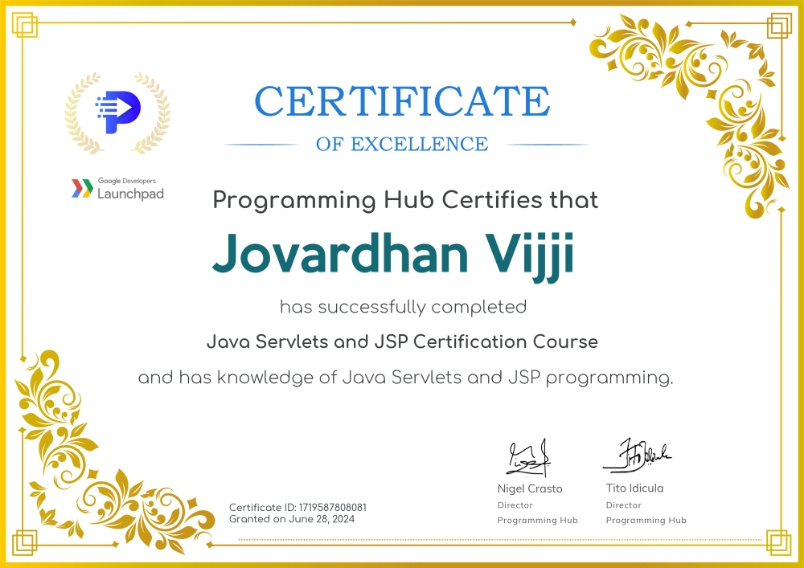 CERTIFICATE
OF EXCELLENCE
Google Developers
Launchpad
Programming Hub Certifies that
Jovardhan Vijji
has successfully completed
Java Servlets and JSP Certification Course
and has knowledge of Java Servlets and JSP programming.
Nigel Crasto
Director
Programming Hub
Tito Idicula
Director
Programming Hub
Certificate ID: 1719587808081
Granted on June 28, 2024